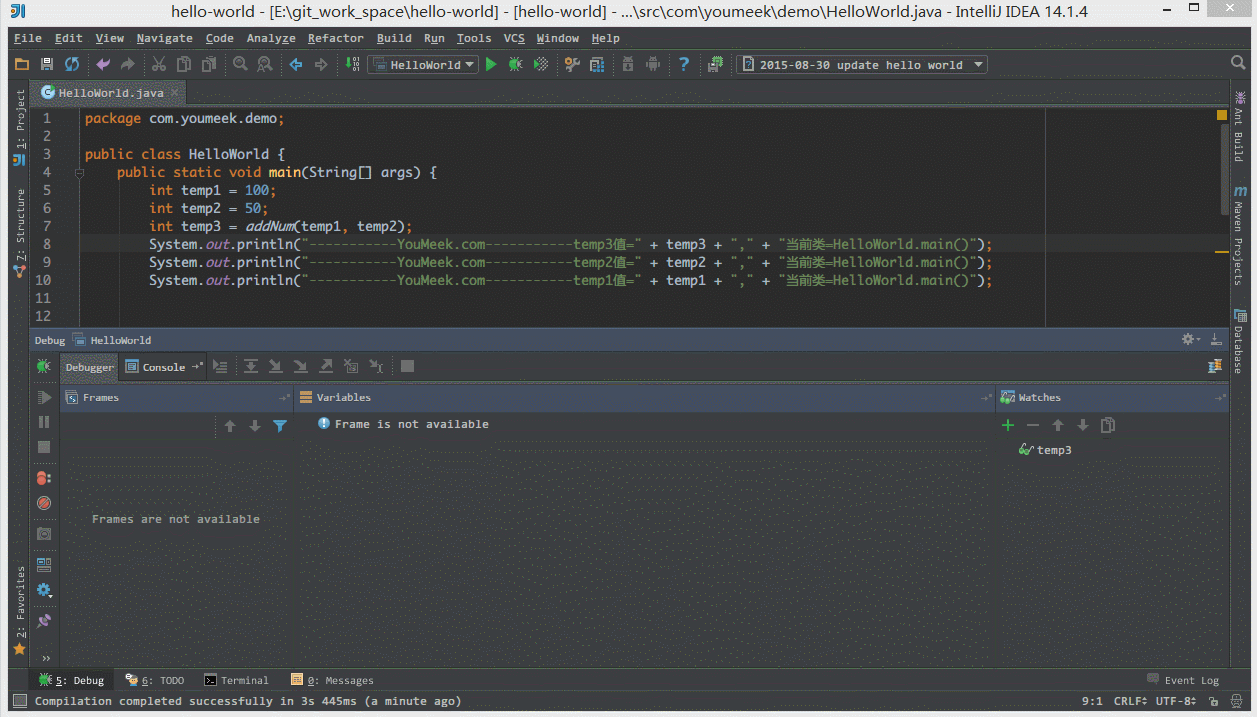 hello-world - [E:\git_work_space\hello-world] - [hello-world] - ...\src\com\youmeek\demo\HelloWorld.java - IntelliJ IDEA 14.1.4
File Edit View Navigate Code Analyze Refactor Build Run Tools VCS Window Help
HelloWorld
2015-08-30 update hello world
HelloWorld.java
1: Project
7: Structure
2: Favorites
1 package com.youmeek.demo;
2
3 public class HelloWorld {
4 public static void main(String[] args) {
5 int temp1 = 100;
6 int temp2 = 50;
7 int temp3 = addNum(temp1, temp2);
8 System.out.println("-----------YouMeek.com-----------temp3值=" + temp3 + "," + "当前类=HelloWorld.main()");
9 System.out.println("-----------YouMeek.com-----------temp2值=" + temp2 + "," + "当前类=HelloWorld.main()");
10 System.out.println("-----------YouMeek.com-----------temp1值=" + temp1 + "," + "当前类=HelloWorld.main()");
11
12
Ant Build
Maven Projects
Database
Debug HelloWorld
Debugger Console
Frames Variables Watches
Frame is not available
temp3
Frames are not available
5: Debug 6: TODO Terminal 0: Messages Event Log
Compilation completed successfully in 3s 445ms (a minute ago) 9:1 CRLF UTF-8